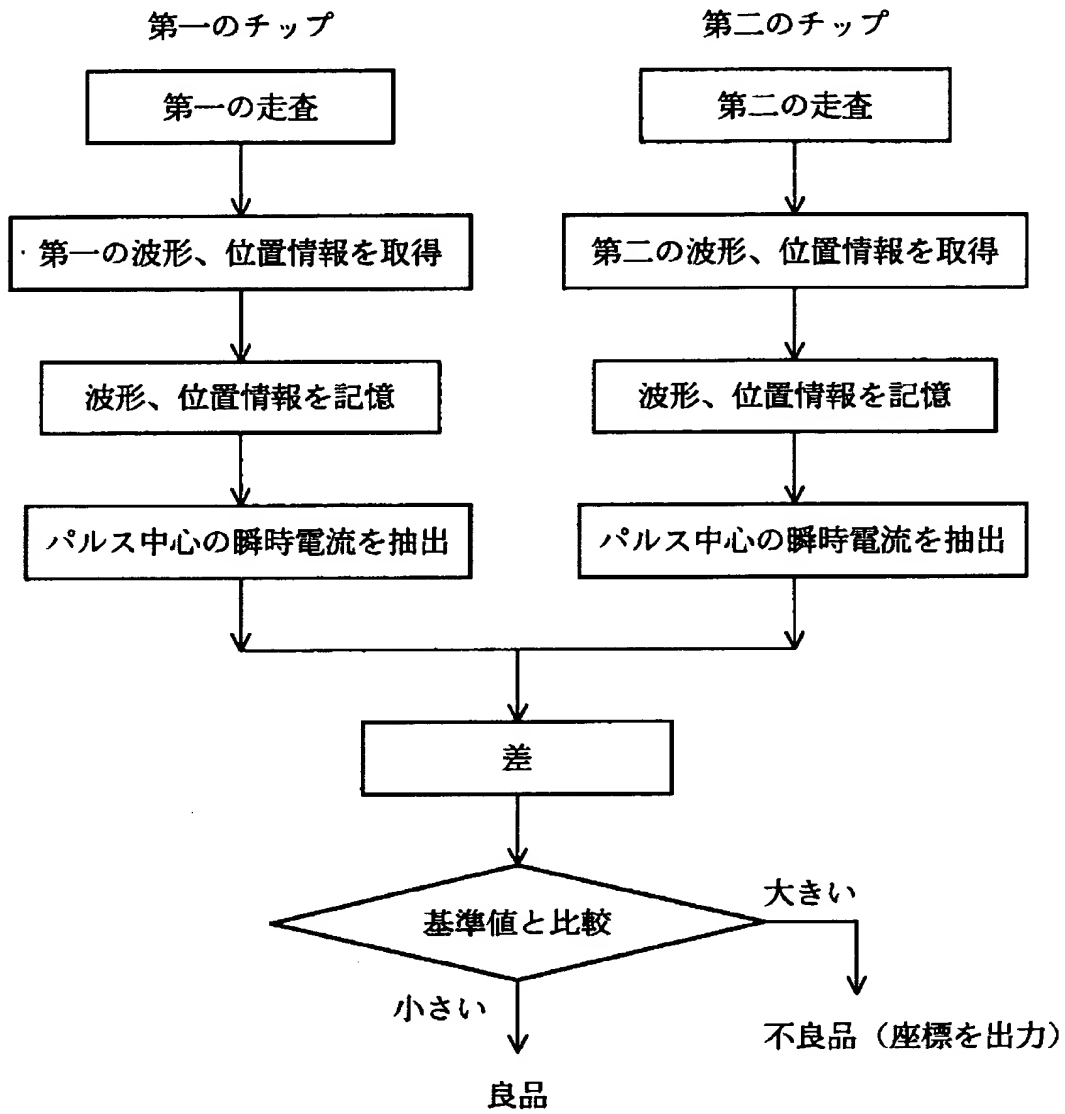 第一のチップ
第一の走査
第一の波形、位置情報を取得
波形、位置情報を記憶
パルス中心の瞬時電流を抽出
第二のチップ
第二の走査
第二の波形、位置情報を取得
波形、位置情報を記憶
パルス中心の瞬時電流を抽出
差
基準値と比較
大きい
小さい
不良品（座標を出力）
良品